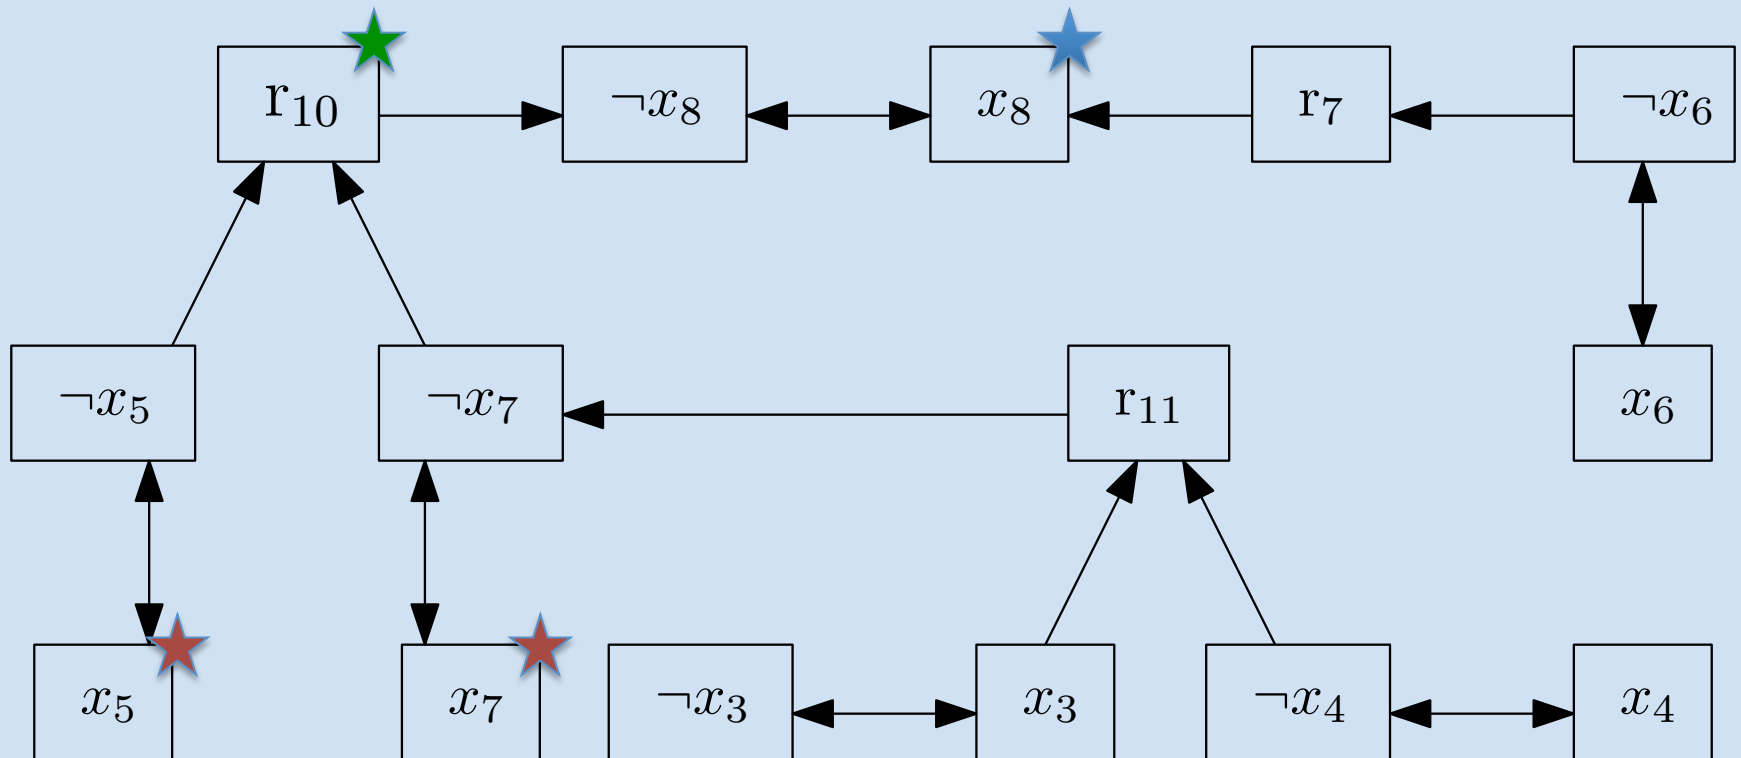 r₁₀ ¬x₈ x₈ r₇ ¬x₆
¬x₅ ¬x₇ r₁₁ x₆
x₅ x₇ ¬x₃ x₃ ¬x₄ x₄